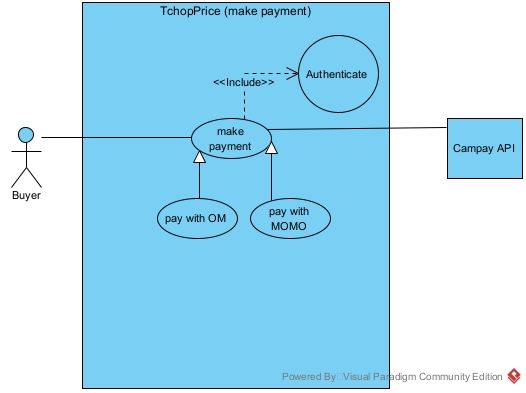 TchopPrice (make payment)
Authenticate
<<Include>>
make
payment
Campay API
Buyer
pay with OM
pay with
MOMO
Powered By Visual Paradigm Community Edition